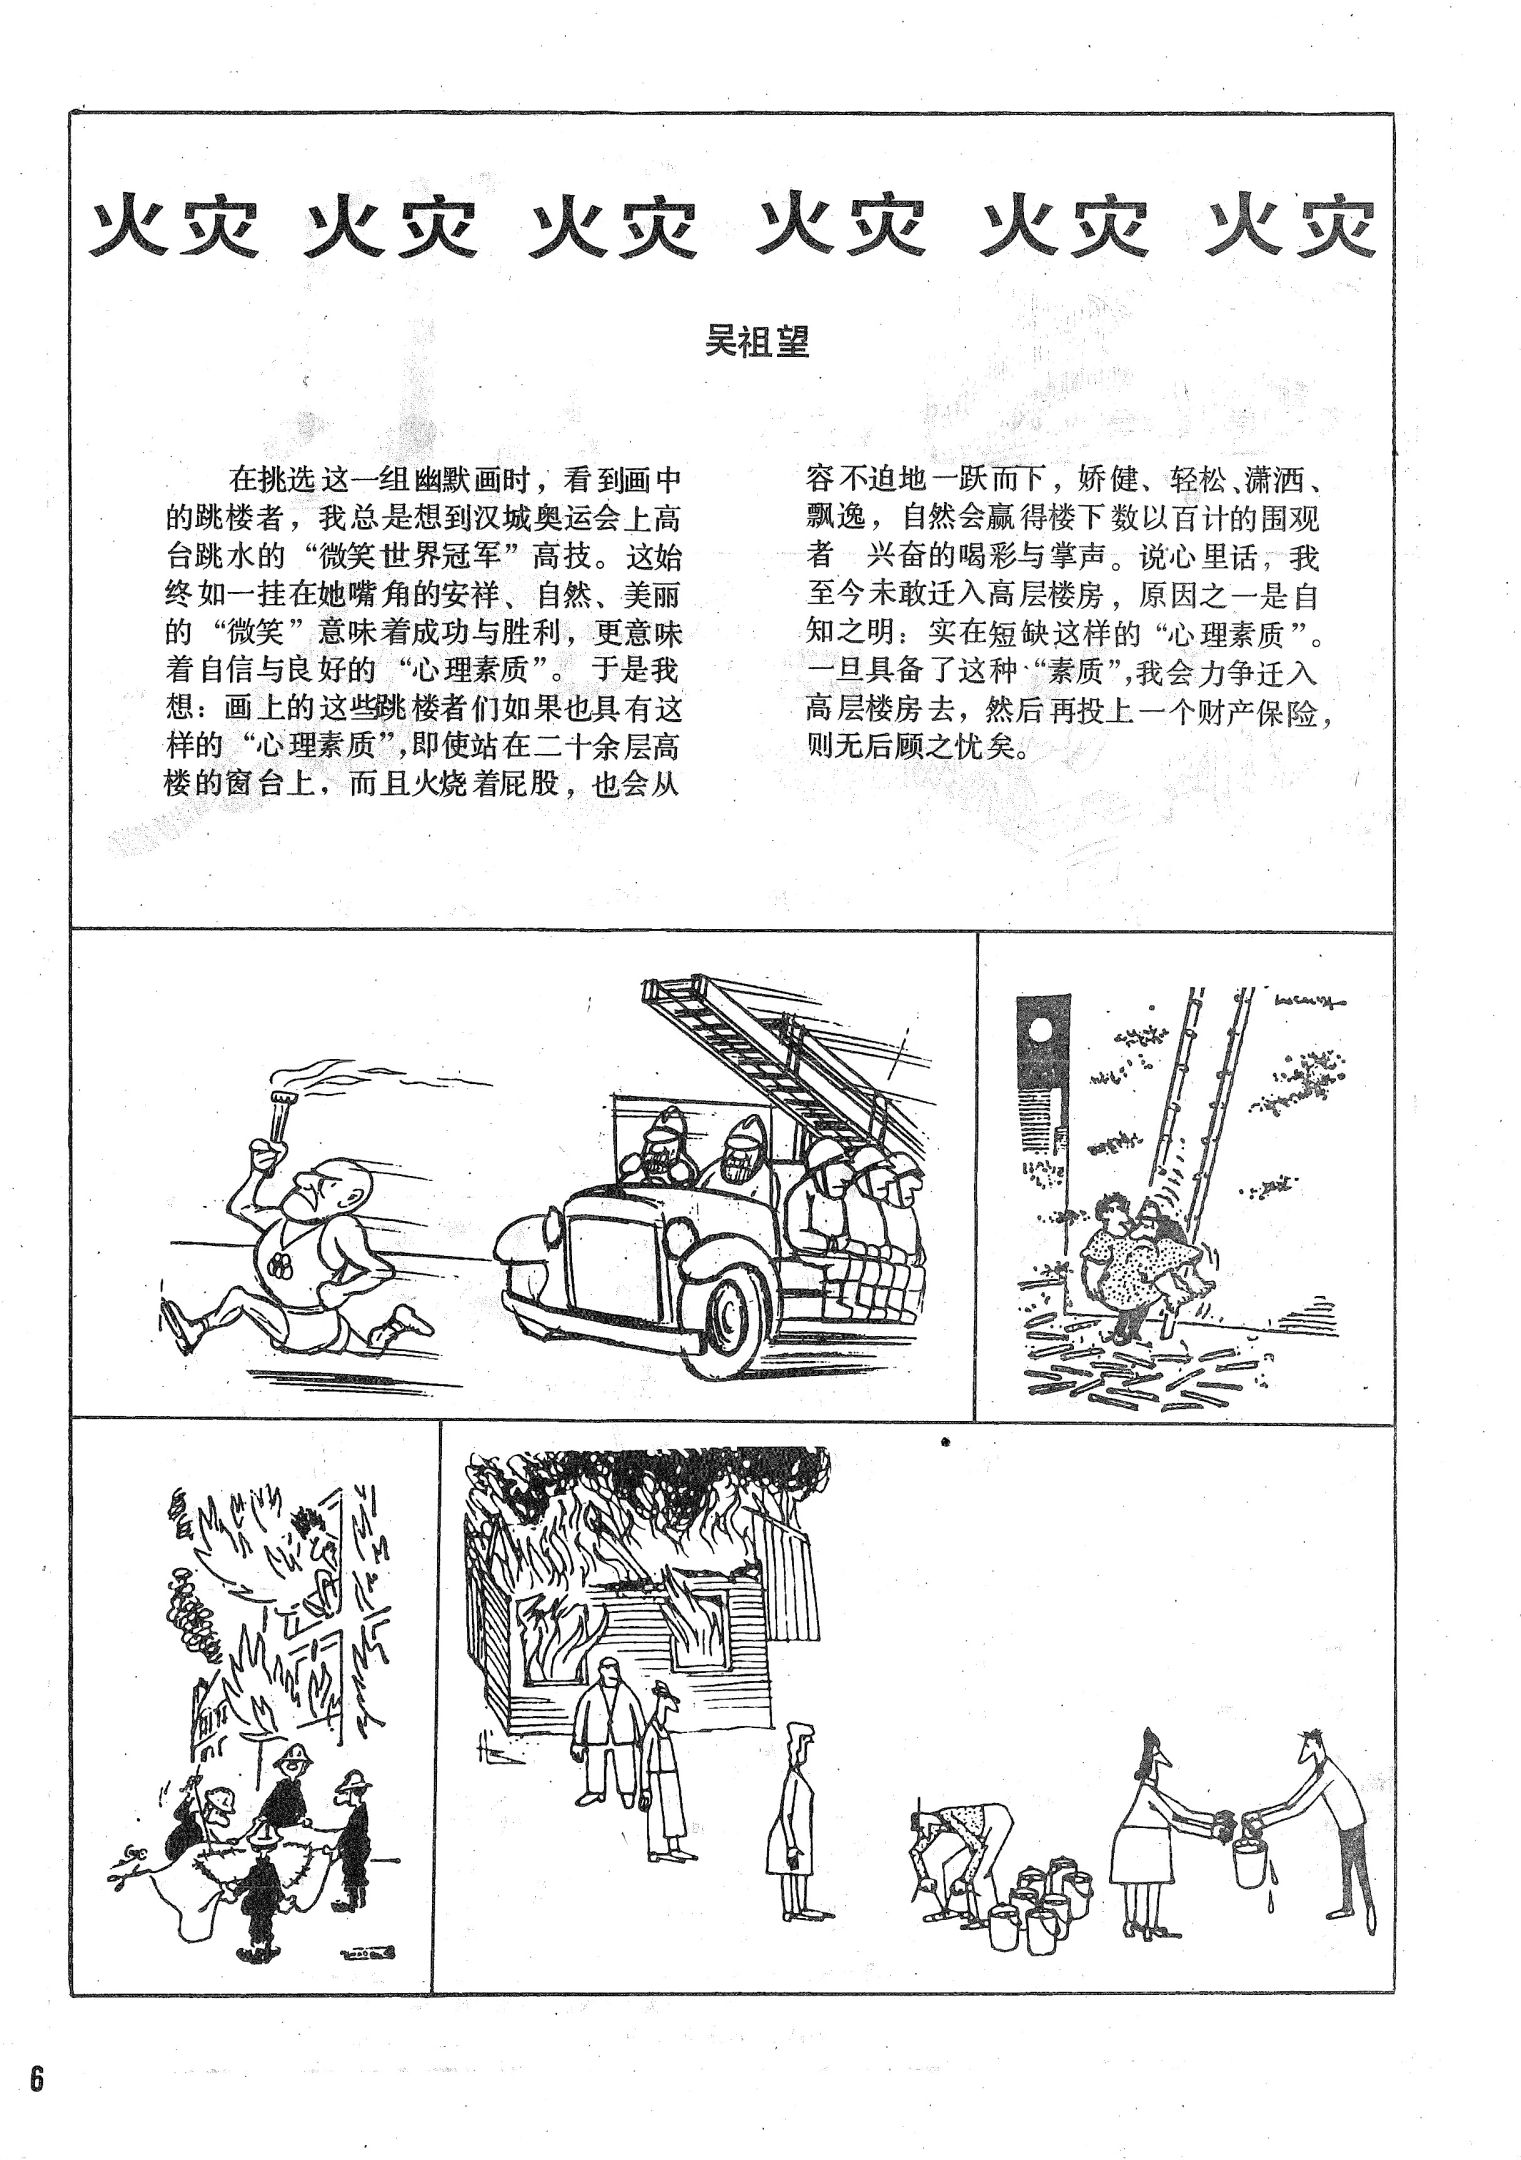 火灾 火灾 火灾 火灾 火灾 火灾
吴祖望
在挑选这一组幽默画时，看到画中
的跳楼者，我总是想到汉城奥运会上高
台跳水的“微笑世界冠军”高技。这始
终如一挂在她嘴角的安祥、自然、美丽
的“微笑”意味着成功与胜利，更意味
着自信与良好的“心理素质”。于是我
想：画上的这些跳楼者们如果也具有这
样的“心理素质”，即使站在二十余层高
楼的窗台上，而且火烧着屁股，也会从
容不迫地一跃而下，娇健、轻松、潇洒、
飘逸，自然会赢得楼下数以百计的围观
者 兴奋的喝彩与掌声。说心里话，我
至今未敢迁入高层楼房，原因之一是自
知之明：实在短缺这样的“心理素质”。
一旦具备了这种“素质”，我会力争迁入
高层楼房去，然后再投上一个财产保险，
则无后顾之忧矣。
6